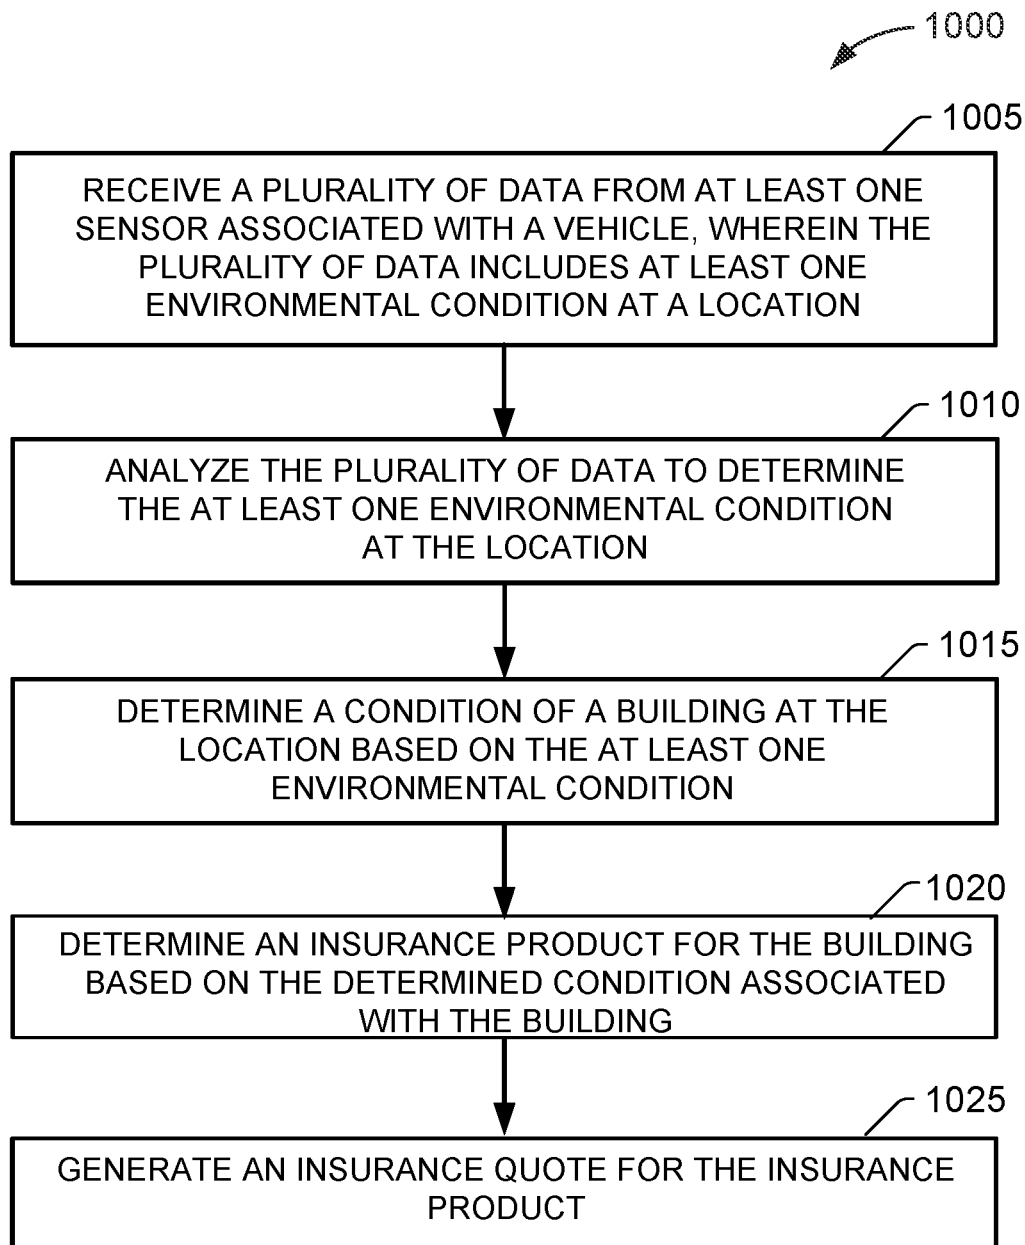 1000
1005
RECEIVE A PLURALITY OF DATA FROM AT LEAST ONE
SENSOR ASSOCIATED WITH A VEHICLE, WHEREIN THE
PLURALITY OF DATA INCLUDES AT LEAST ONE
ENVIRONMENTAL CONDITION AT A LOCATION
1010
ANALYZE THE PLURALITY OF DATA TO DETERMINE
THE AT LEAST ONE ENVIRONMENTAL CONDITION
AT THE LOCATION
1015
DETERMINE A CONDITION OF A BUILDING AT THE
LOCATION BASED ON THE AT LEAST ONE
ENVIRONMENTAL CONDITION
1020
DETERMINE AN INSURANCE PRODUCT FOR THE BUILDING
BASED ON THE DETERMINED CONDITION ASSOCIATED
WITH THE BUILDING
1025
GENERATE AN INSURANCE QUOTE FOR THE INSURANCE
PRODUCT